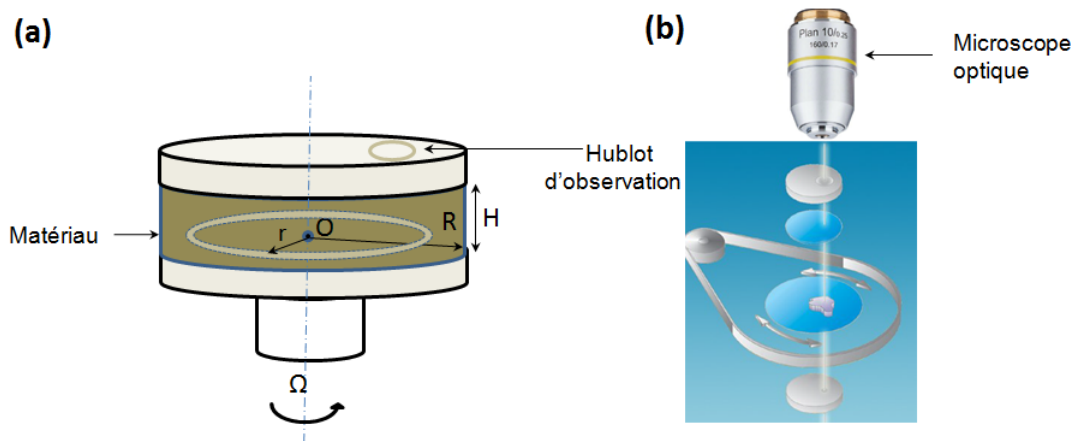 (a)
Matériau
r
O
R
H
Ω
Hublot
d'observation
(b)
Plan 10/0.25
160/0.17
Microscope
optique